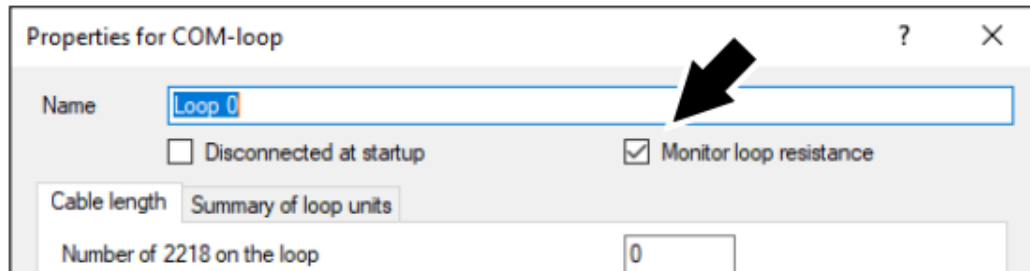 Properties for COM-loop ?
Name Loop 0
Disconnected at startup Monitor loop resistance
Cable length Summary of loop units
Number of 2218 on the loop 0